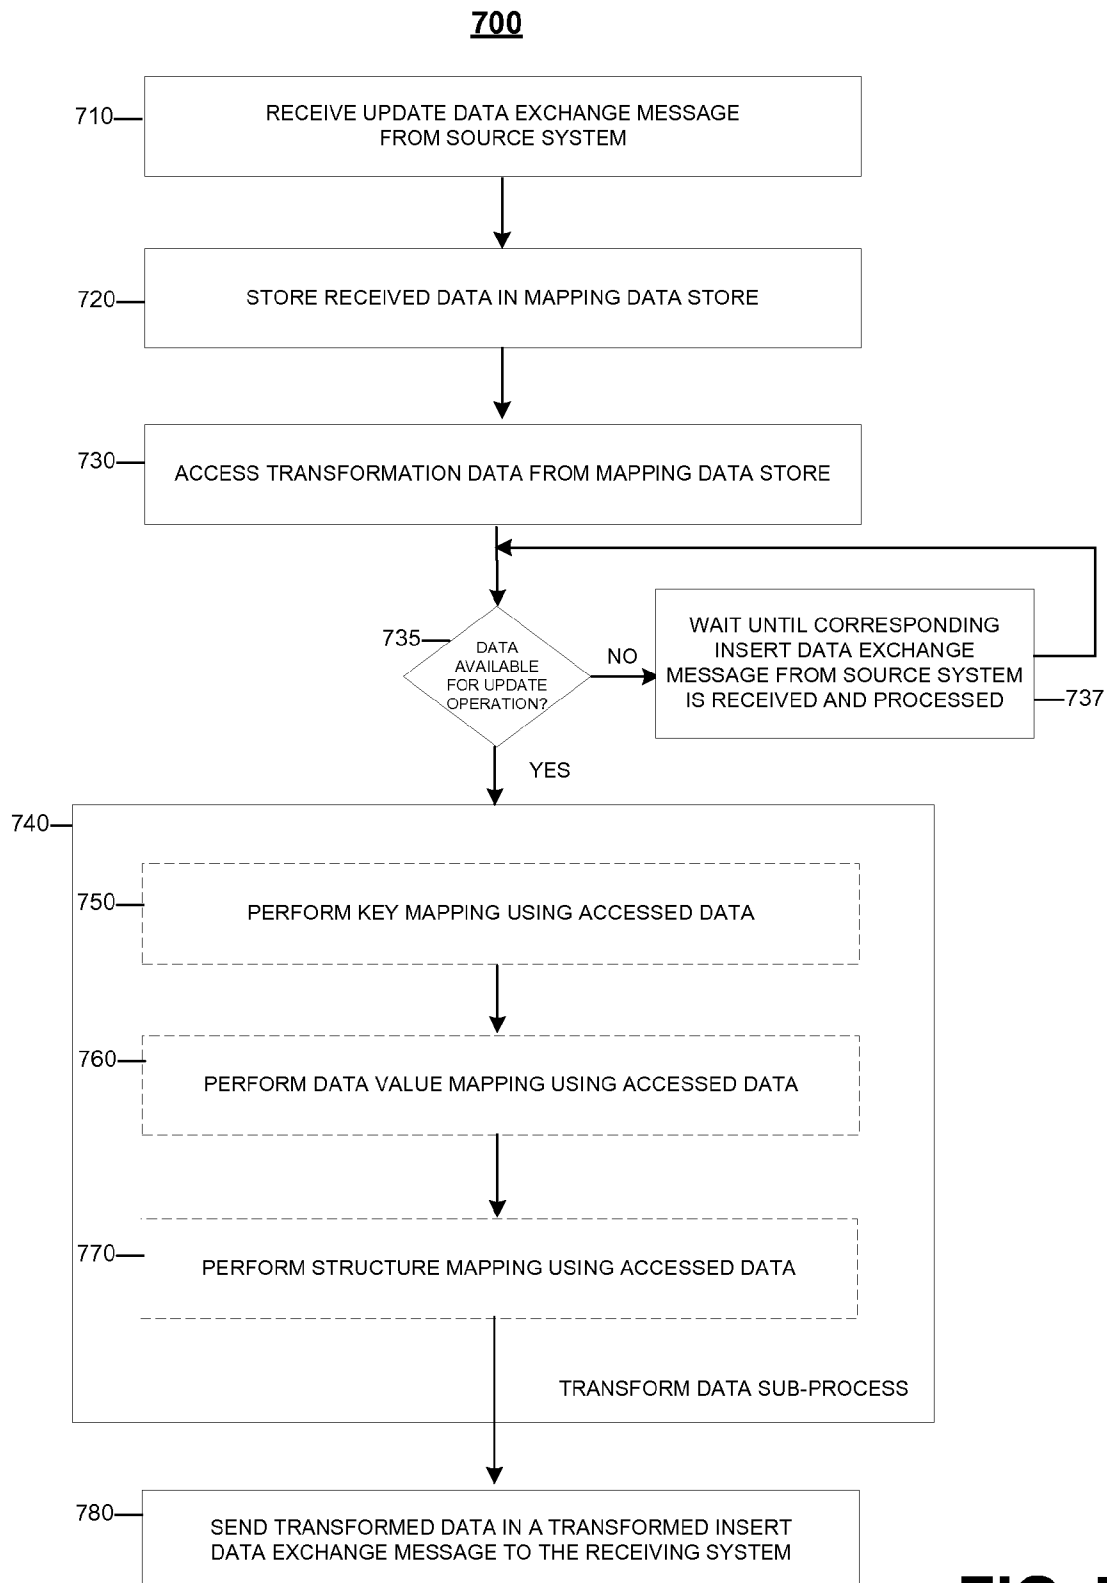 700
710
RECEIVE UPDATE DATA EXCHANGE MESSAGE
FROM SOURCE SYSTEM
720
STORE RECEIVED DATA IN MAPPING DATA STORE
730
ACCESS TRANSFORMATION DATA FROM MAPPING DATA STORE
735
DATA
AVAILABLE
FOR UPDATE
OPERATION?
NO
WAIT UNTIL CORRESPONDING
INSERT DATA EXCHANGE
MESSAGE FROM SOURCE SYSTEM
IS RECEIVED AND PROCESSED
737
YES
740
750
PERFORM KEY MAPPING USING ACCESSED DATA
760
PERFORM DATA VALUE MAPPING USING ACCESSED DATA
770
PERFORM STRUCTURE MAPPING USING ACCESSED DATA
TRANSFORM DATA SUB-PROCESS
780
SEND TRANSFORMED DATA IN A TRANSFORMED INSERT
DATA EXCHANGE MESSAGE TO THE RECEIVING SYSTEM